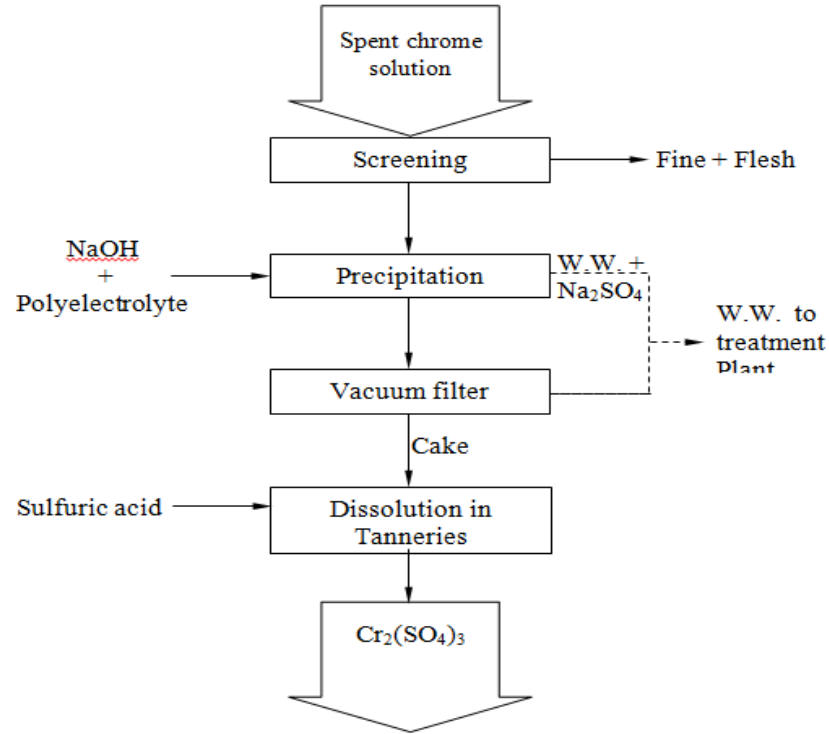 Spent chrome
solution
Screening
Fine + Flesh
NaOH
+
Polyelectrolyte
Precipitation
W.W. +
Na₂SO₄
W.W. to
treatment
Plant
Vacuum filter
Cake
Sulfuric acid
Dissolution in
Tanneries
Cr₂(SO₄)₃